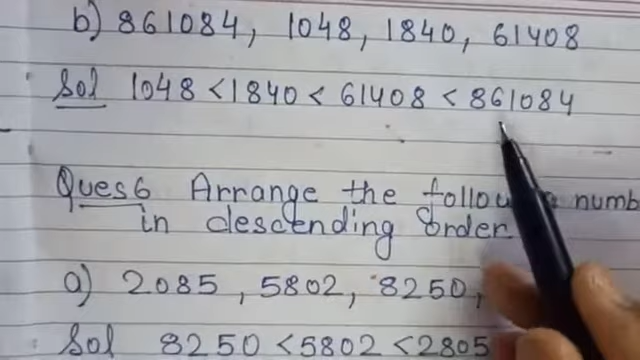 b) 861084, 1048, 1840, 61408
Sol 1048 < 1840 < 61408 < 861084
Ques6 Arrange the numb
in descending order
a) 2085, 5802, 8250,
Sol 8250 < 5802 < 2805